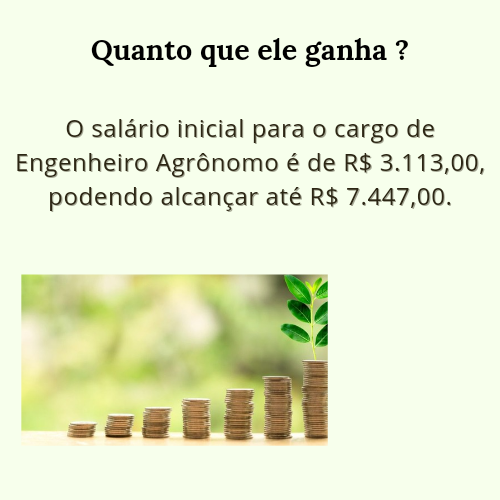 Quanto que ele ganha ?
O salário inicial para o cargo de
Engenheiro Agrônomo é de R$ 3.113,00,
podendo alcançar até R$ 7.447,00.